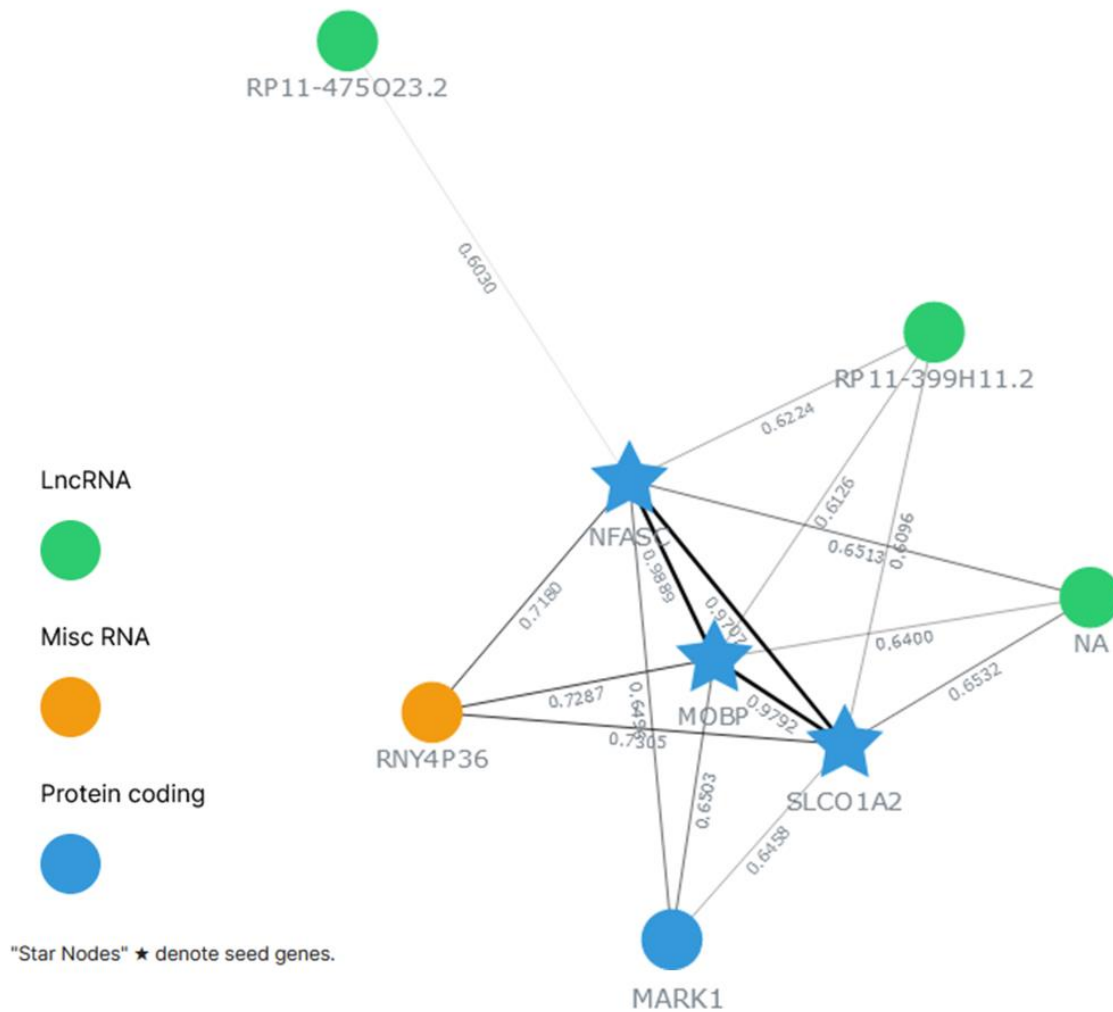 RP11-475O23.2
0.6030
RP11-399H11.2
0.6224
0.6126
0.6096
LncRNA
NFASC
0.6513
0.9889
0.9707
0.7180
NA
0.6400
Misc RNA
0.6532
0.7287
MOBP
0.9792
RNY4P36
0.7305
Protein coding
SLCO1A2
0.6503
0.6458
"Star Nodes" ★ denote seed genes.
MARK1